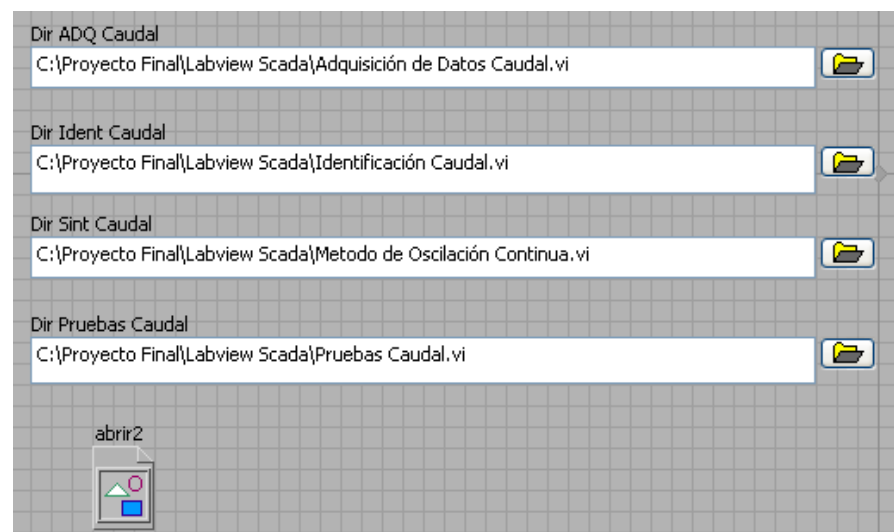 Dir ADQ Caudal
C:\Proyecto Final\Labview Scada\Adquisición de Datos Caudal.vi
Dir Ident Caudal
C:\Proyecto Final\Labview Scada\Identificación Caudal.vi
Dir Sint Caudal
C:\Proyecto Final\Labview Scada\Metodo de Oscilación Continua.vi
Dir Pruebas Caudal
C:\Proyecto Final\Labview Scada\Pruebas Caudal.vi
abrir2